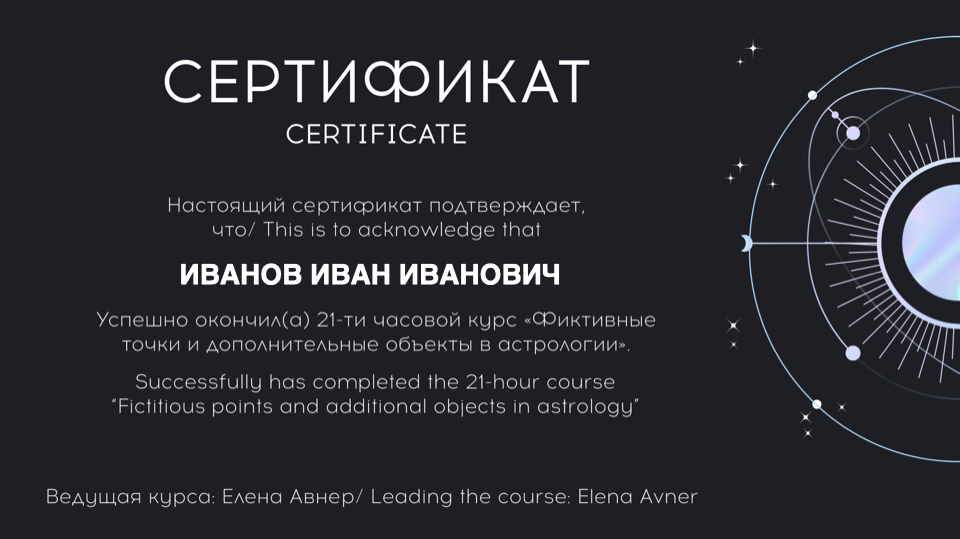 СЕРТИФИКАТ
CERTIFICATE
Настоящий сертификат подтверждает,
что/ This is to acknowledge that
ИВАНОВ ИВАН ИВАНОВИЧ
Успешно окончил(а) 21-ти часовой курс «Фиктивные
точки и дополнительные объекты в астрологии».
Successfully has completed the 21-hour course
“Fictitious points and additional objects in astrology”
Ведущая курса: Елена Авнер/ Leading the course: Elena Avner